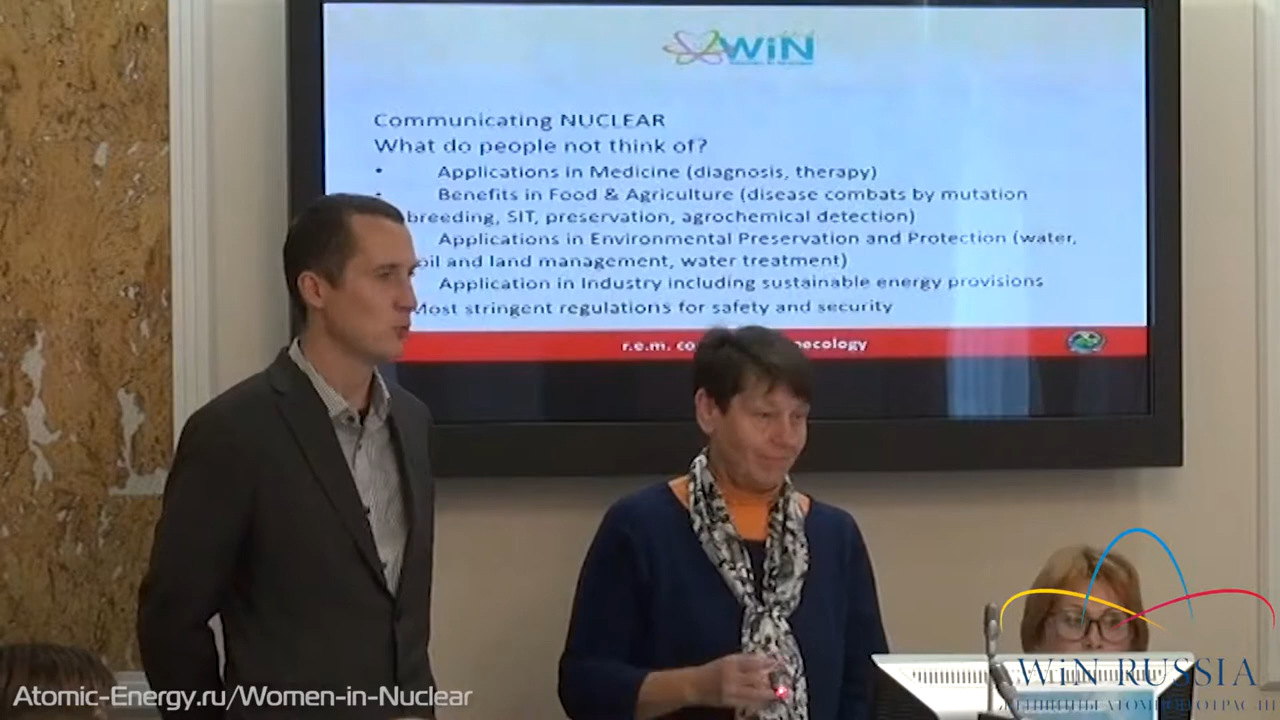 WiN
Communicating NUCLEAR
What do people not think of?
• Applications in Medicine (diagnosis, therapy)
• Benefits in Food & Agriculture (disease combats by mutation
breeding, SIT, preservation, agrochemical detection)
Applications in Environmental Preservation and Protection (water,
oil and land management, water treatment)
Application in Industry including sustainable energy provisions
Most stringent regulations for safety and security
r.e.m.
WiN RUSSIA
Atomic-Energy.ru/Women-in-Nuclear